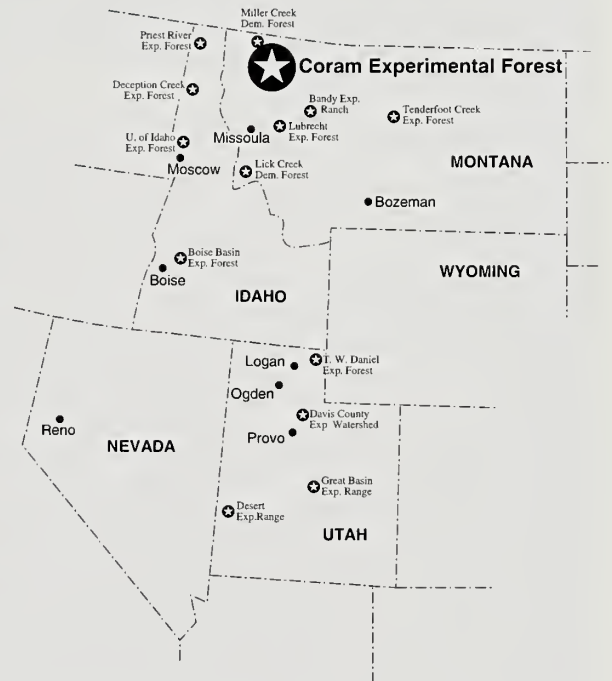 Miller Creek
Dem. Forest
Priest River
Exp. Forest
Coram Experimental Forest
Deception Creek
Exp. Forest
Bandy Exp.
Ranch
Tenderfoot Creek
Exp. Forest
Lubrecht
Exp. Forest
Missoula
U. of Idaho
Exp. Forest
Moscow
MONTANA
Lick Creek
Dem. Forest
Bozeman
Boise Basin
Exp. Forest
Boise
WYOMING
IDAHO
Logan
T. W. Daniel
Exp. Forest
Ogden
Davis County
Exp Watershed
Reno
Provo
NEVADA
Great Basin
Exp. Range
Desert
Exp.Range
UTAH